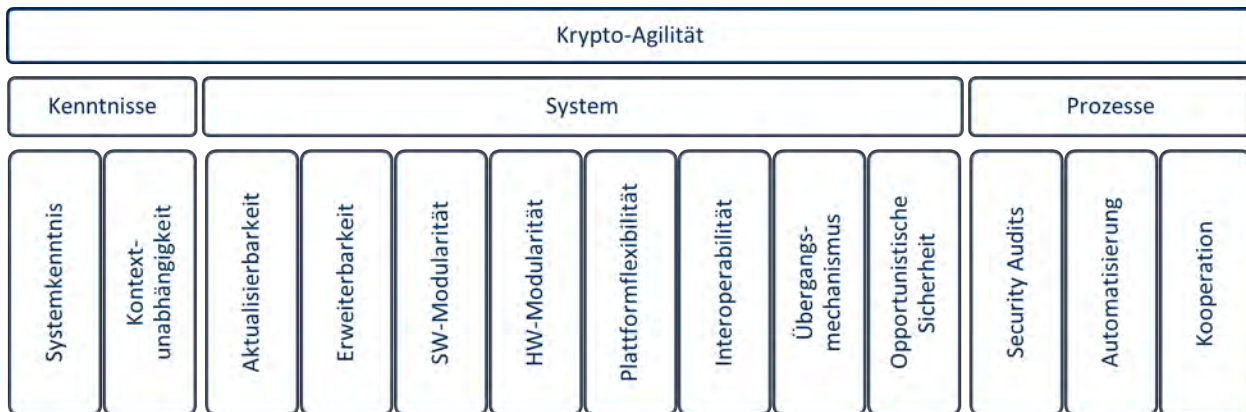 Krypto-Agilität
Kenntnisse
System
Prozesse
Systemkenntnis
Kontext-
unabhängigkeit
Aktualisierbarkeit
Erweiterbarkeit
SW-Modularität
HW-Modularität
Plattformflexibilität
Interoperabilität
Übergangs-
mechanismus
Opportunistische
Sicherheit
Security Audits
Automatisierung
Kooperation